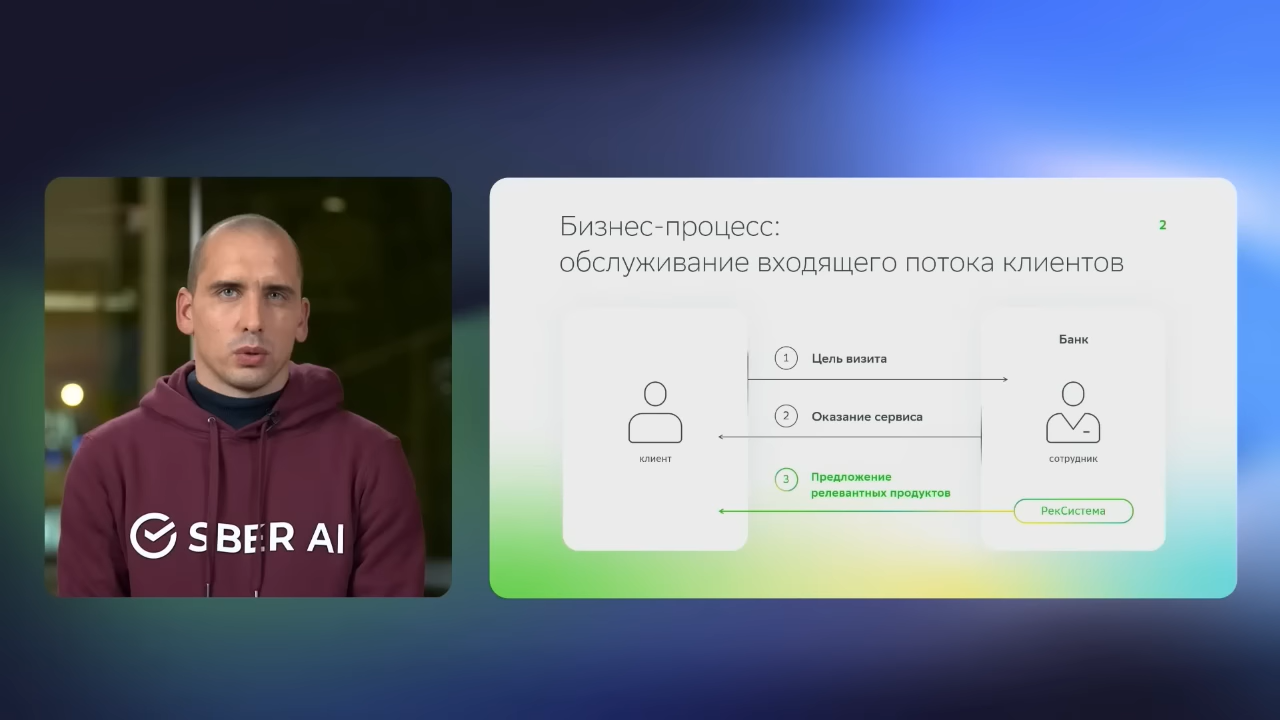 SBER AI
Бизнес-процесс:
обслуживание входящего потока клиентов
2
Банк
1 Цель визита
2 Оказание сервиса
клиент
сотрудник
3 Предложение
релевантных продуктов
РекСистема